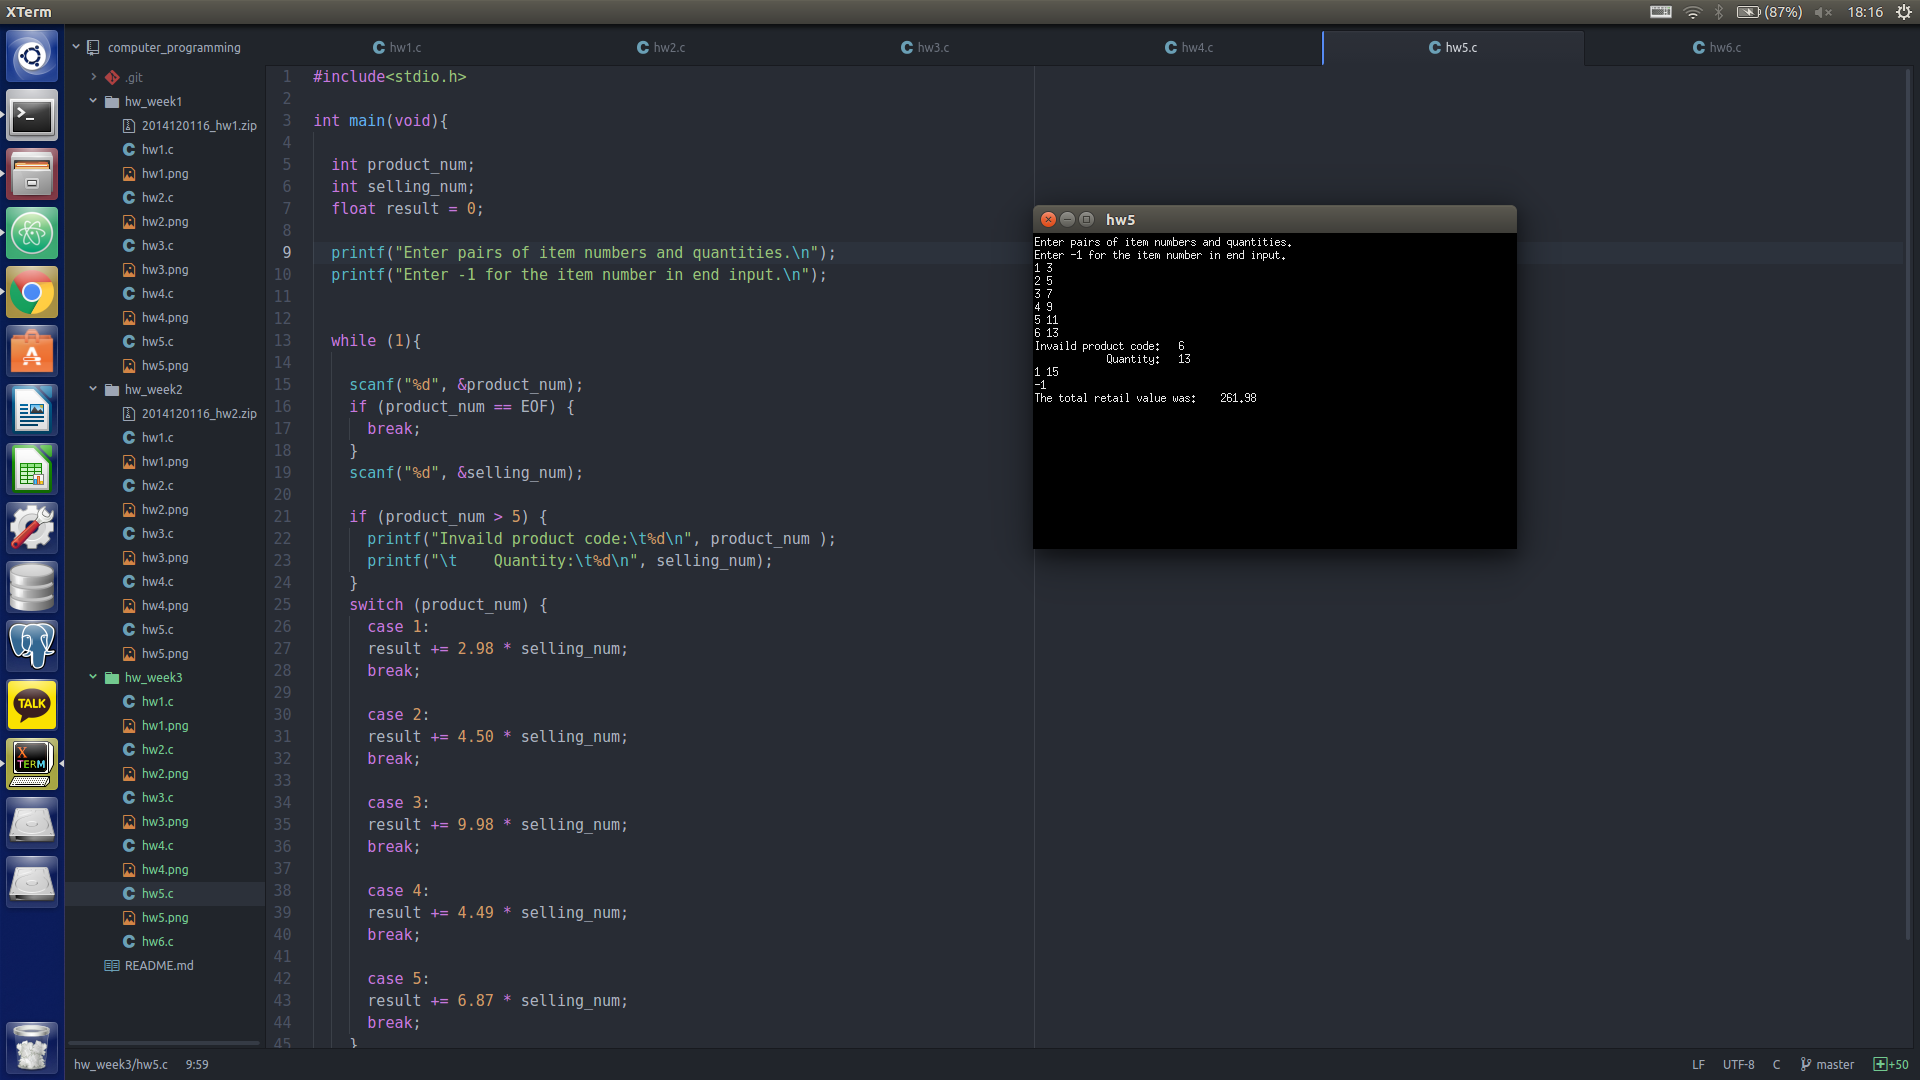 XTerm
(87%)
18:16
computer_programming
.git
hw_week1
2014120116_hw1.zip
hw1.c
hw1.png
hw2.c
hw2.png
hw3.c
hw3.png
hw4.c
hw4.png
hw5.c
hw5.png
hw_week2
2014120116_hw2.zip
hw1.c
hw1.png
hw2.c
hw2.png
hw3.c
hw3.png
hw4.c
hw4.png
hw5.c
hw5.png
hw_week3
hw1.c
hw1.png
hw2.c
hw2.png
hw3.c
hw3.png
hw4.c
hw4.png
hw5.c
hw5.png
hw6.c
README.md
TALK
X
TERM
hw1.c
hw2.c
hw3.c
hw4.c
hw5.c
hw6.c
1 #include<stdio.h>
2
3 int main(void){
4
5 int product_num;
6 int selling_num;
7 float result = 0;
8
9 printf("Enter pairs of item numbers and quantities.\n");
10 printf("Enter -1 for the item number in end input.\n");
11
12
13 while (1){
14
15 scanf("%d", &product_num);
16 if (product_num == EOF) {
17 break;
18 }
19 scanf("%d", &selling_num);
20
21 if (product_num > 5) {
22 printf("Invaild product code:\t%d\n", product_num );
23 printf("\t    Quantity:\t%d\n", selling_num);
24 }
25 switch (product_num) {
26 case 1:
27 result += 2.98 * selling_num;
28 break;
29
30 case 2:
31 result += 4.50 * selling_num;
32 break;
33
34 case 3:
35 result += 9.98 * selling_num;
36 break;
37
38 case 4:
39 result += 4.49 * selling_num;
40 break;
41
42 case 5:
43 result += 6.87 * selling_num;
44 break;
45 }
hw5
Enter pairs of item numbers and quantities.
Enter -1 for the item number in end input.
1 3
2 5
3 7
4 9
5 11
6 13
Invaild product code: 6
Quantity: 13
1 15
-1
The total retail value was: 261.98
hw_week3/hw5.c
9:59
LF
UTF-8
C
master
+50